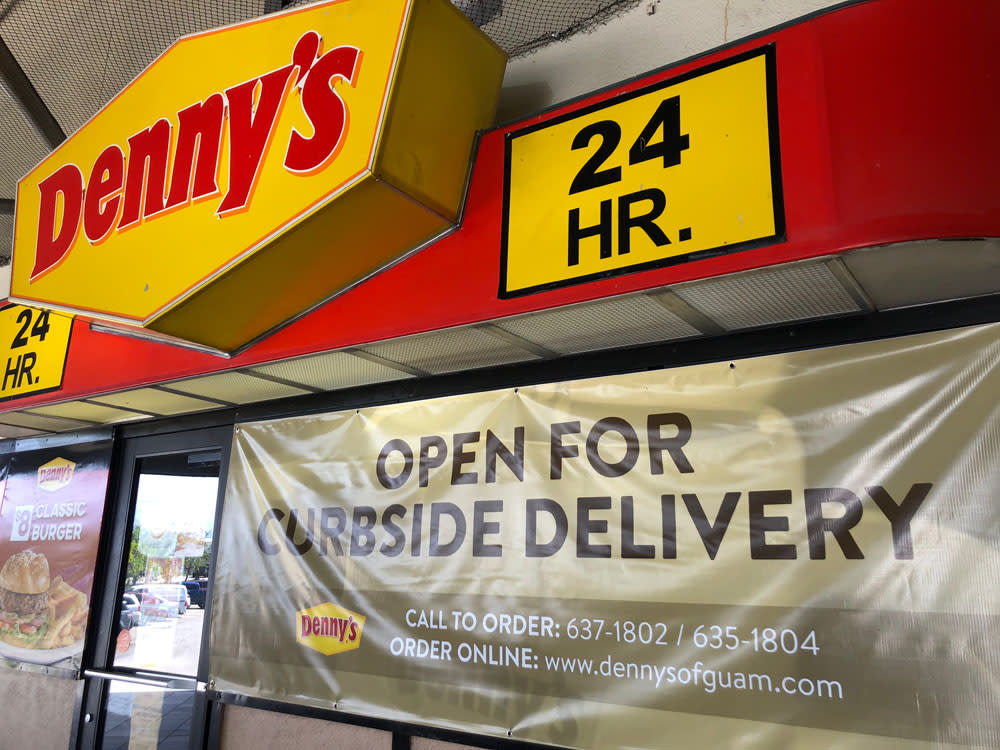 Denny's
24
HR.
24
HR.
OPEN FOR
CURBSIDE DELIVERY
Denny's
CALL TO ORDER: 637-1802 / 635-1804
ORDER ONLINE: www.dennysofguam.com
Denny's
$8 CLASSIC
BURGER